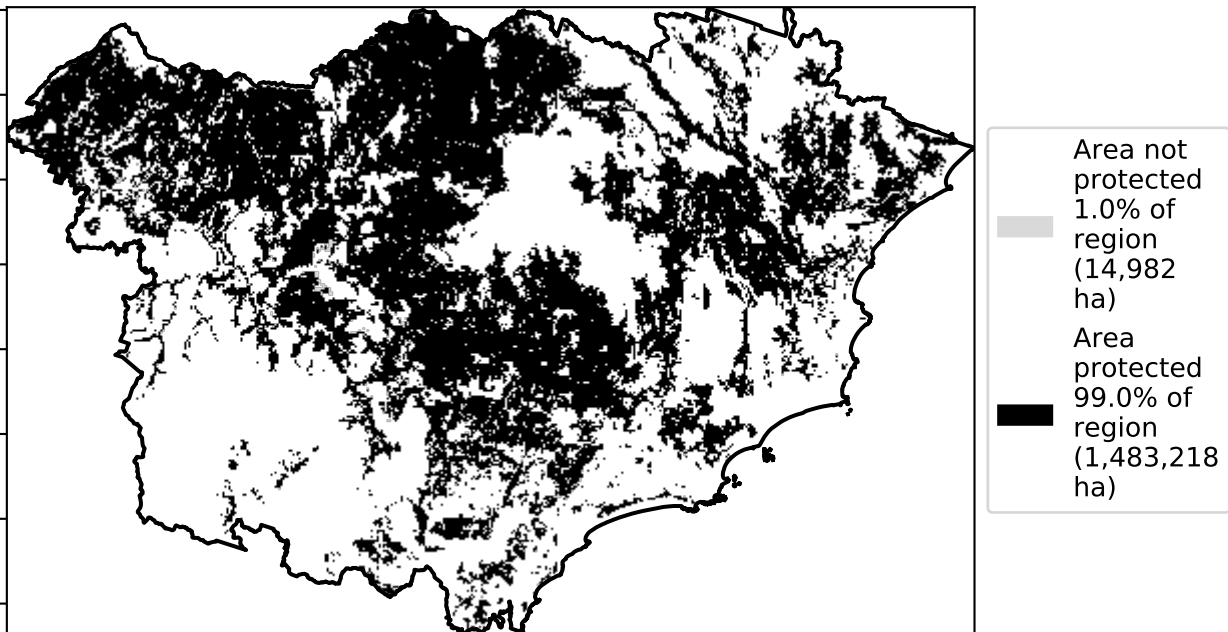 Area not
protected
1.0% of
region
(14,982
ha)
Area
protected
99.0% of
region
(1,483,218
ha)